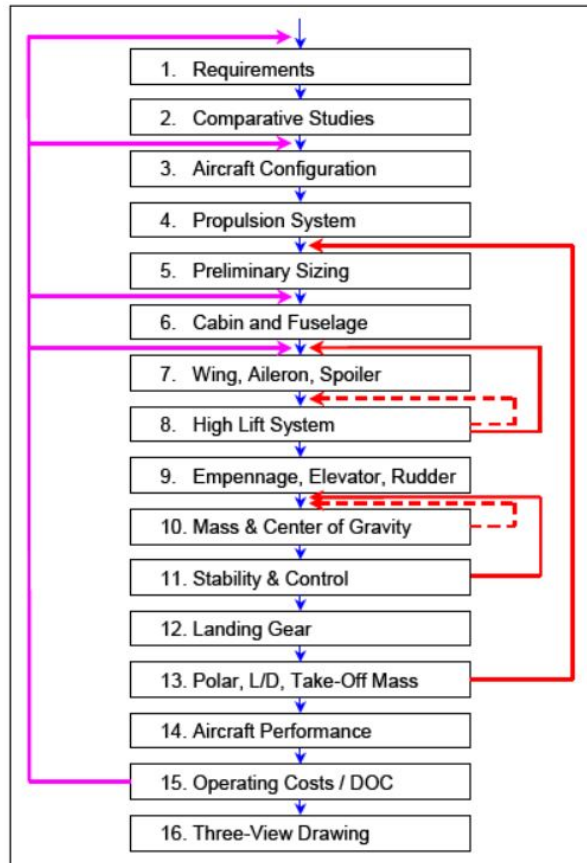 1. Requirements
2. Comparative Studies
3. Aircraft Configuration
4. Propulsion System
5. Preliminary Sizing
6. Cabin and Fuselage
7. Wing, Aileron, Spoiler
8. High Lift System
9. Empennage, Elevator, Rudder
10. Mass & Center of Gravity
11. Stability & Control
12. Landing Gear
13. Polar, L/D, Take-Off Mass
14. Aircraft Performance
15. Operating Costs / DOC
16. Three-View Drawing